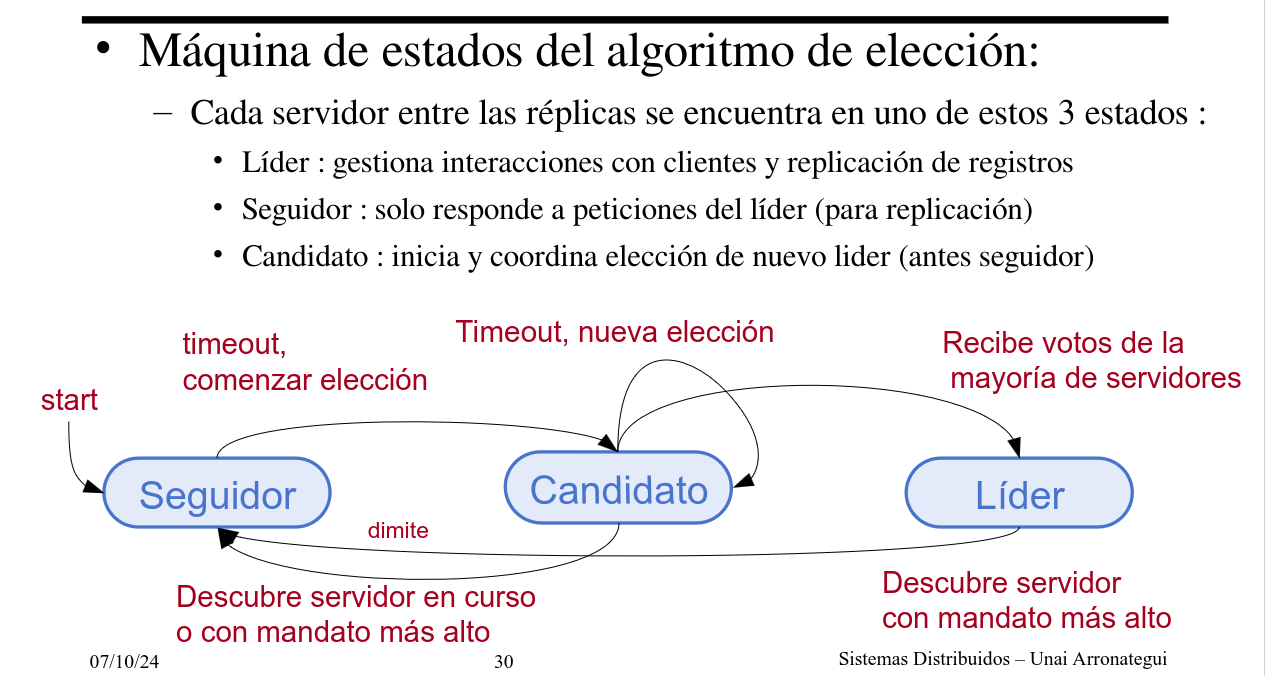 • Máquina de estados del algoritmo de elección:
– Cada servidor entre las réplicas se encuentra en uno de estos 3 estados :
• Líder : gestiona interacciones con clientes y replicación de registros
• Seguidor : solo responde a peticiones del líder (para replicación)
• Candidato : inicia y coordina elección de nuevo lider (antes seguidor)
timeout,
comenzar elección
Timeout, nueva elección
Recibe votos de la
mayoría de servidores
start
Seguidor
Candidato
Líder
dimite
Descubre servidor en curso
o con mandato más alto
Descubre servidor
con mandato más alto
07/10/24
30
Sistemas Distribuidos – Unai Arronategui